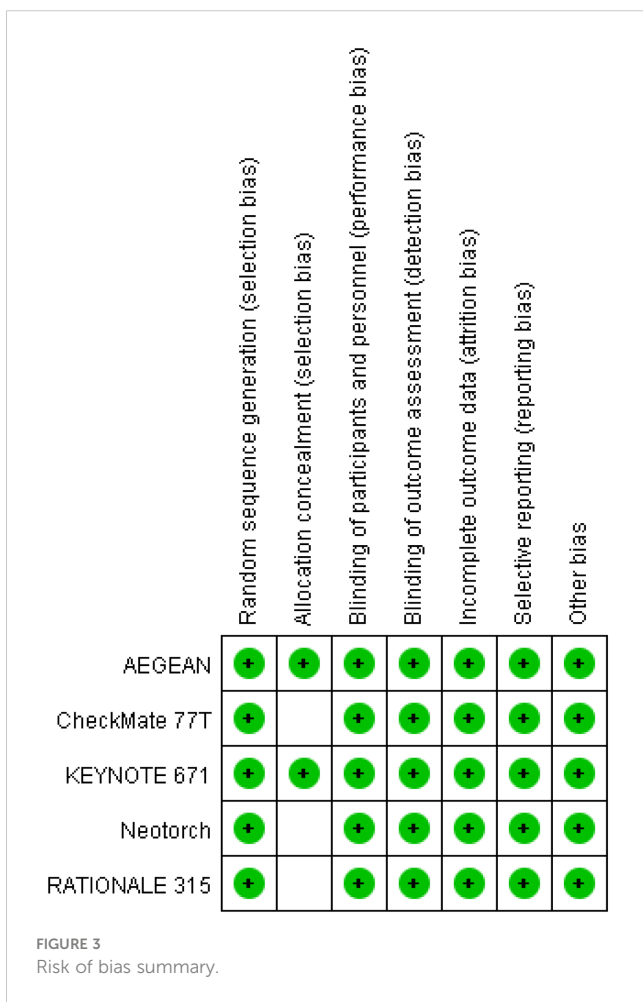 Random sequence generation (selection bias)
Allocation concealment (selection bias)
Blinding of participants and personnel (performance bias)
Blinding of outcome assessment (detection bias)
Incomplete outcome data (attrition bias)
Selective reporting (reporting bias)
Other bias
AEGEAN + + + + + + +
CheckMate 77T + + + + + +
KEYNOTE 671 + + + + + + +
Neotorch + + + + + +
RATIONALE 315 + + + + + +
FIGURE 3
Risk of bias summary.